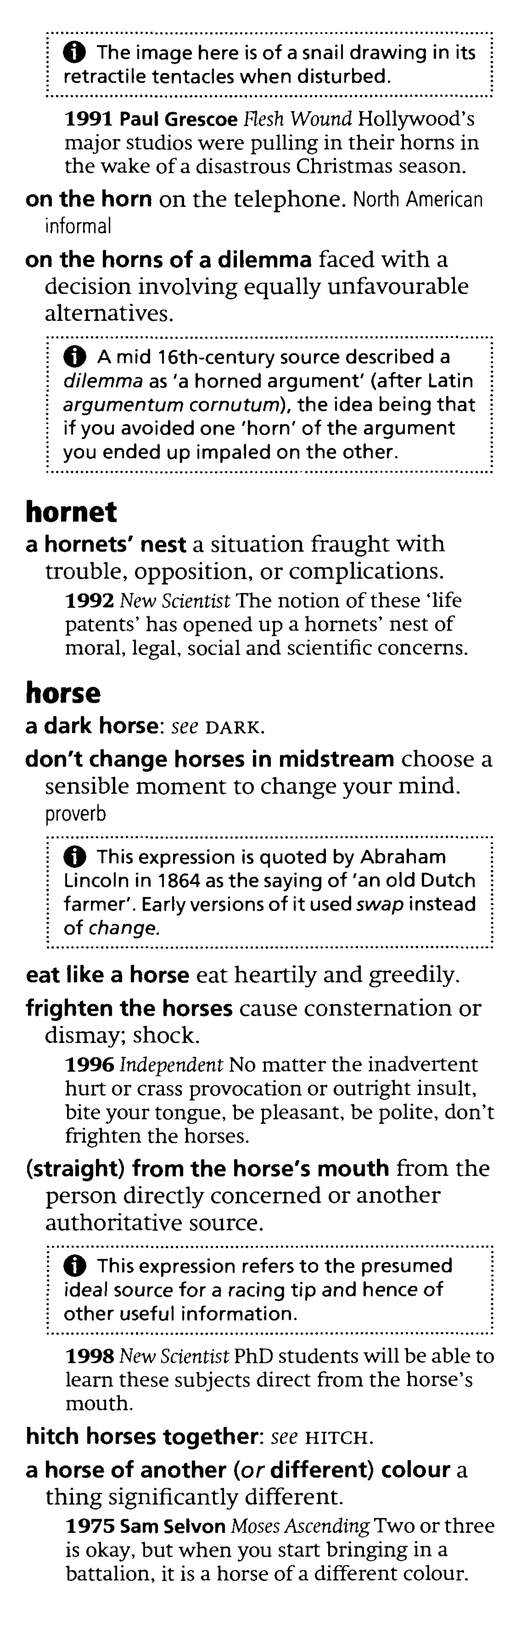 The image here is of a snail drawing in its
retractile tentacles when disturbed.
1991 Paul Grescoe Flesh Wound Hollywood's
major studios were pulling in their horns in
the wake of a disastrous Christmas season.
on the horn on the telephone. North American
informal
on the horns of a dilemma faced with a
decision involving equally unfavourable
alternatives.
A mid 16th-century source described a
dilemma as 'a horned argument' (after Latin
argumentum cornutum), the idea being that
if you avoided one 'horn' of the argument
you ended up impaled on the other.
hornet
a hornets' nest a situation fraught with
trouble, opposition, or complications.
1992 New Scientist The notion of these 'life
patents' has opened up a hornets' nest of
moral, legal, social and scientific concerns.
horse
a dark horse: see DARK.
don't change horses in midstream choose a
sensible moment to change your mind.
proverb
This expression is quoted by Abraham
Lincoln in 1864 as the saying of 'an old Dutch
farmer'. Early versions of it used swap instead
of change.
eat like a horse eat heartily and greedily.
frighten the horses cause consternation or
dismay; shock.
1996 Independent No matter the inadvertent
hurt or crass provocation or outright insult,
bite your tongue, be pleasant, be polite, don't
frighten the horses.
(straight) from the horse's mouth from the
person directly concerned or another
authoritative source.
This expression refers to the presumed
ideal source for a racing tip and hence of
other useful information.
1998 New Scientist PhD students will be able to
learn these subjects direct from the horse's
mouth.
hitch horses together: see HITCH.
a horse of another (or different) colour a
thing significantly different.
1975 Sam Selvon Moses Ascending Two or three
is okay, but when you start bringing in a
battalion, it is a horse of a different colour.